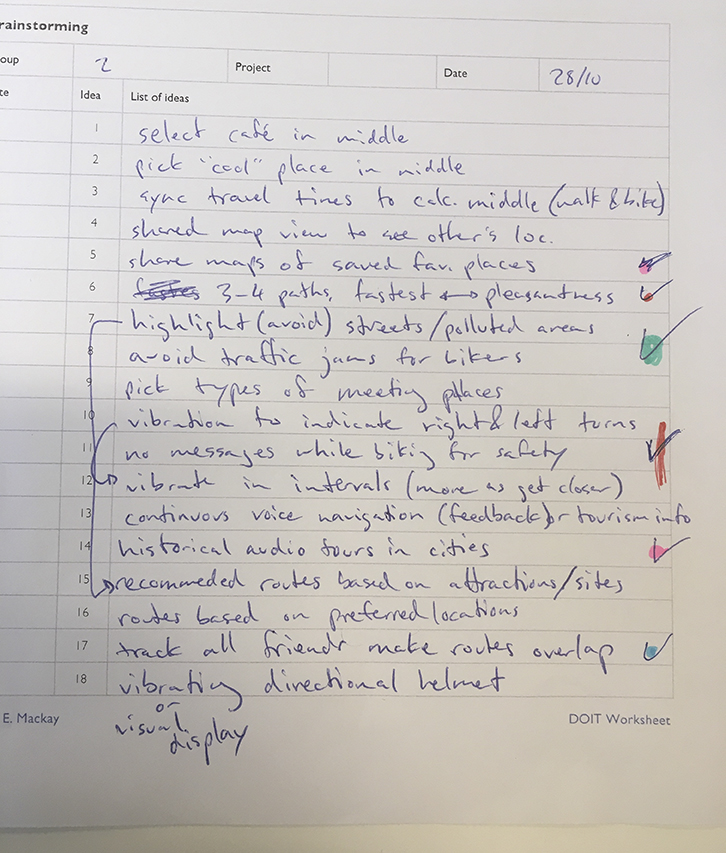 rainstorming
oup 2 Project Date 28/10
te Idea List of ideas
1 select café in middle
2 pick "cool" place in middle
3 sync travel times to calc. middle (walk & bike)
4 shared map view to see other's loc.
5 share maps of saved fav. places
6 3-4 paths, fastest ↔ pleasantness
7 highlight (avoid) streets/polluted areas
8 avoid traffic jams for bikers
9 pick types of meeting places
10 vibration to indicate right & left turns
11 no messages while biking for safety
12 vibrate in intervals (more as get closer)
13 continuous voice navigation (feedback) or tourism info
14 historical audio tours in cities
15 recommeded routes based on attractions/sites
16 routes based on preferred locations
17 track all friends make routes overlap
18 vibrating directional helmet
or
visual
display
E. Mackay DOIT Worksheet